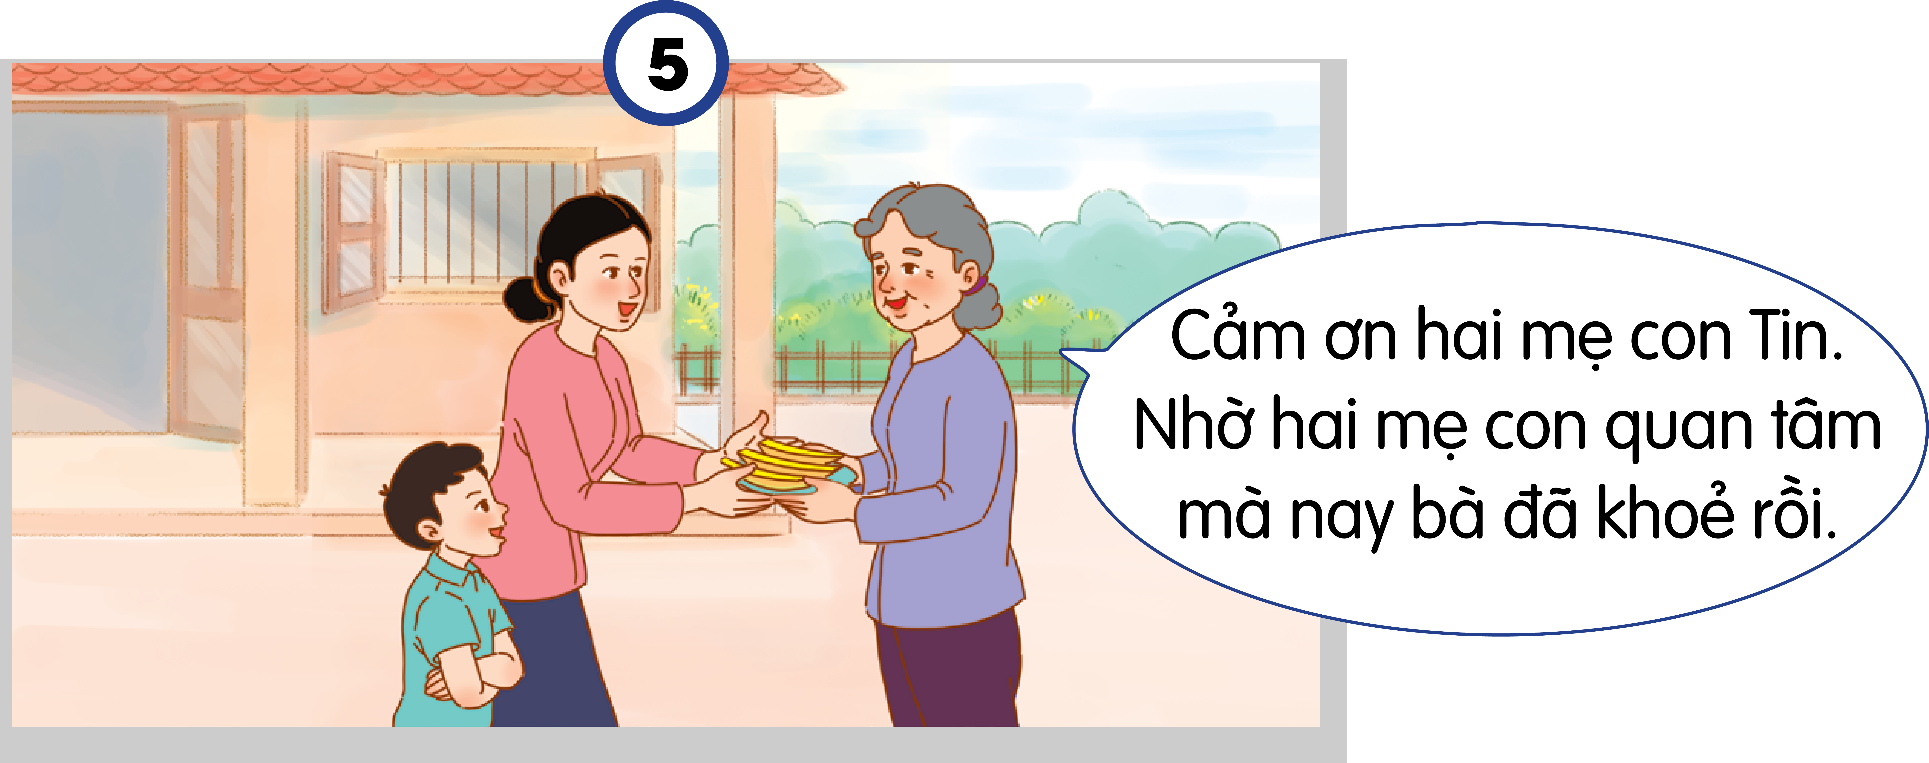 5
Cảm ơn hai mẹ con Tin.
Nhờ hai mẹ con quan tâm
mà nay bà đã khoẻ rồi.